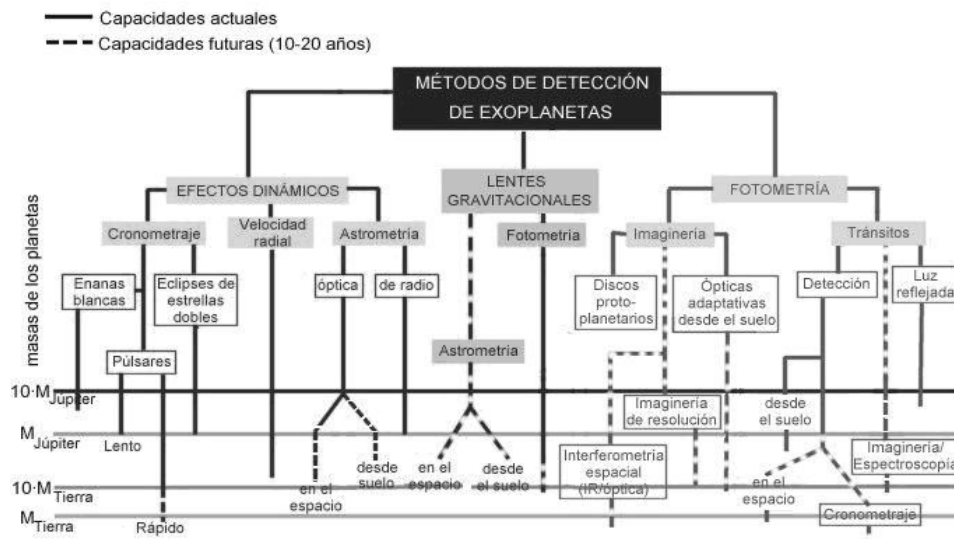 Capacidades actuales
Capacidades futuras (10-20 años)
MÉTODOS DE DETECCIÓN
DE EXOPLANETAS
EFECTOS DINÁMICOS
LENTES
GRAVITACIONALES
FOTOMETRÍA
Cronometraje
Velocidad
radial
Astrometría
Fotometría
Imaginería
Tránsitos
masas de los planetas
Enanas
blancas
Eclipses de
estrellas
dobles
óptica
de radio
Discos
proto-
planetarios
Ópticas
adaptativas
desde el suelo
Detección
Luz
reflejada
Púlsares
Astrometría
10·M Júpiter
Imaginería
de resolución
desde
el suelo
M Júpiter
Lento
en el
espacio
desde
suelo
en el
espacio
desde
el suelo
Interferometría
espacial
(IR/óptica)
en el
espacio
Imaginería/
Espectroscopía
10·M Tierra
Cronometraje
M Tierra
Rápido